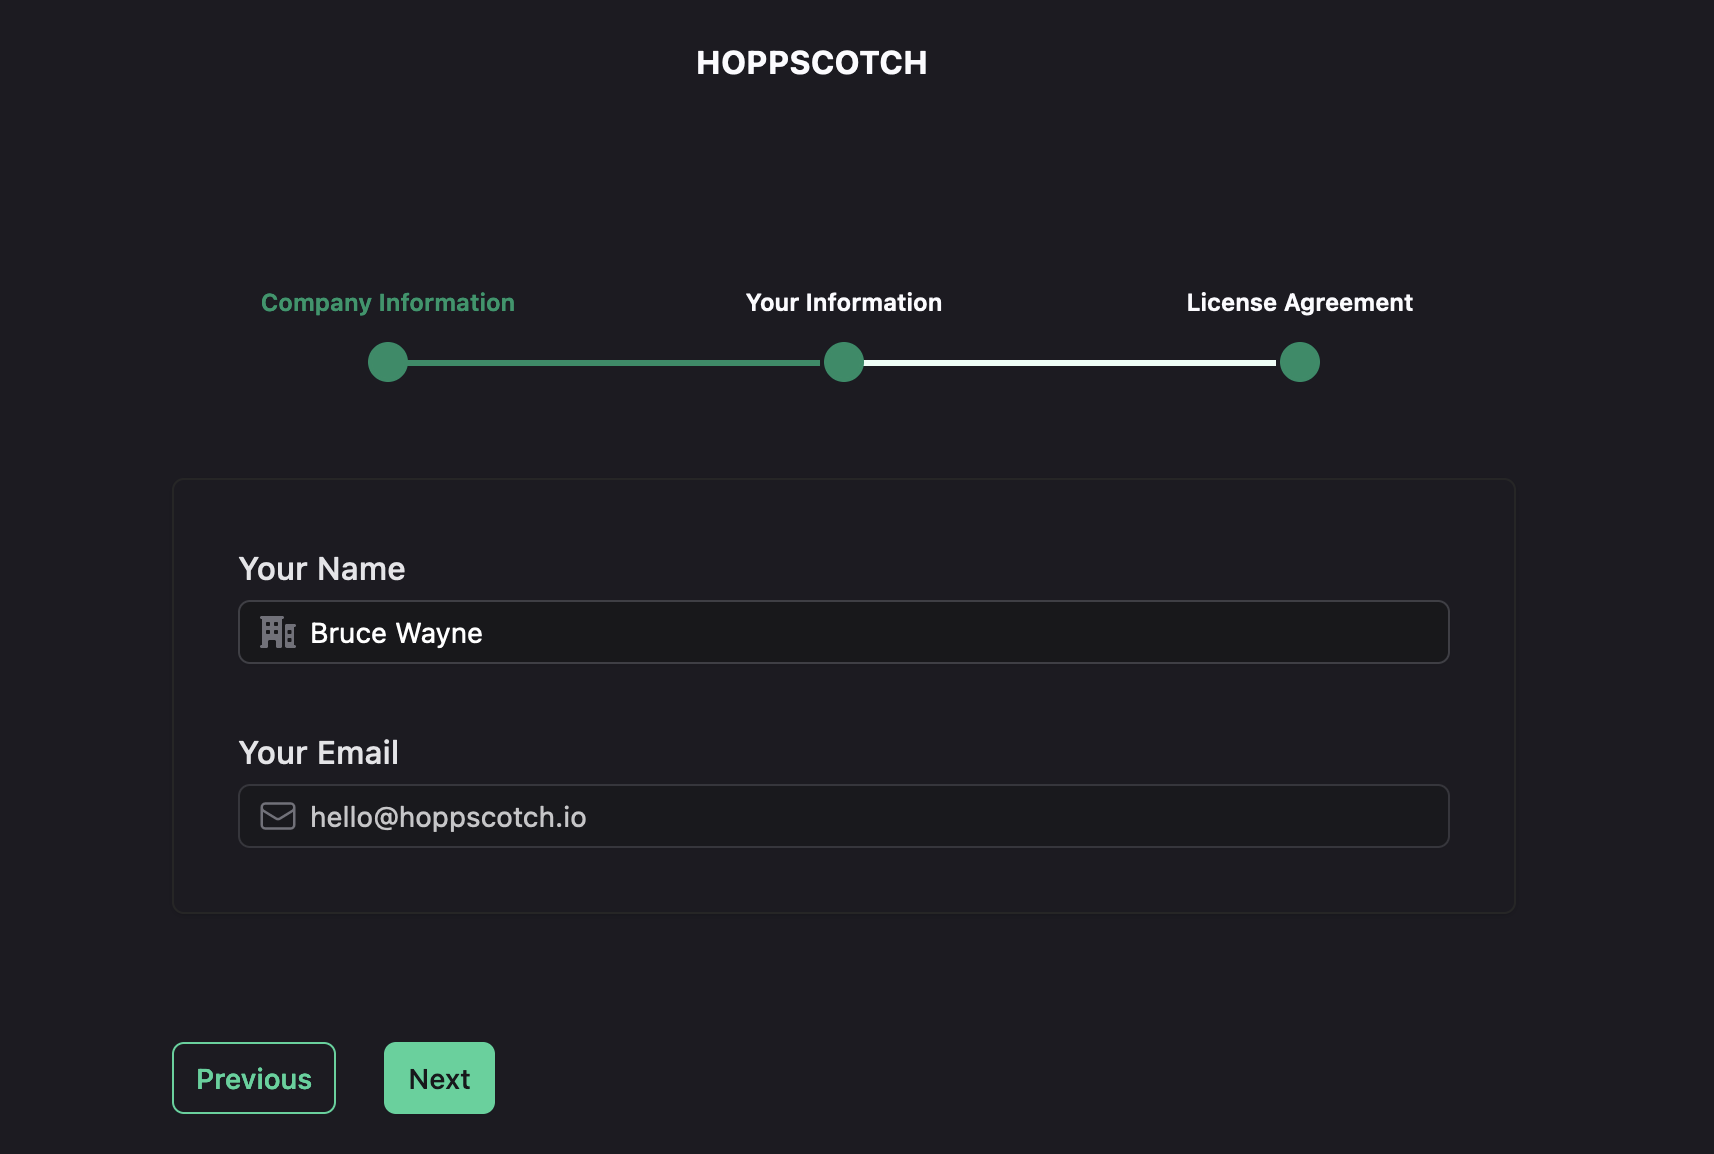 HOPPSCOTCH
Company Information
Your Information
License Agreement
Your Name
Bruce Wayne
Your Email
hello@hoppscotch.io
Previous
Next